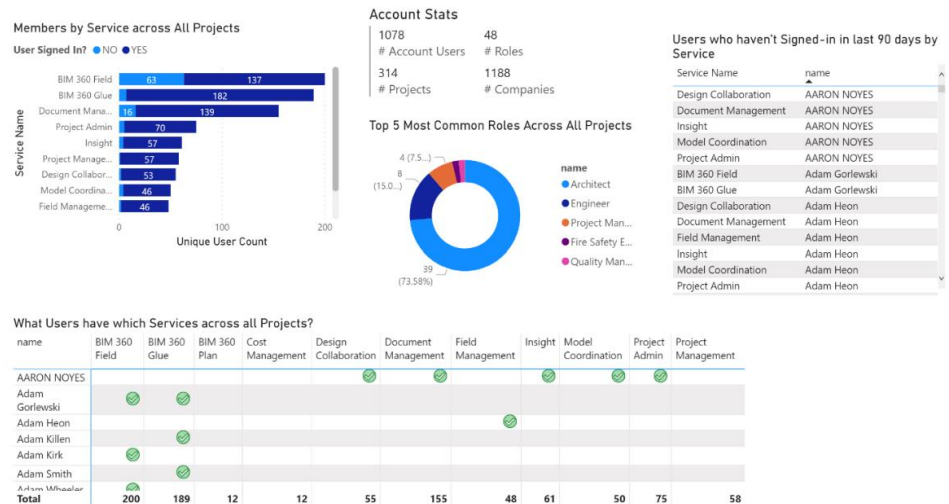 Members by Service across All Projects
User Signed In? NO YES
Service Name
BIM 360 Field 63 137
BIM 360 Glue 182
Document Mana... 16 139
Project Admin 70
Insight 57
Project Manage... 57
Design Collabor... 53
Model Coordina... 46
Field Manageme... 46
0 100 200
Unique User Count
Account Stats
1078 48
# Account Users # Roles
314 1188
# Projects # Companies
Top 5 Most Common Roles Across All Projects
4 (7.5...)
8
(15.0...)
39
(73.58%)
name
Architect
Engineer
Project Man...
Fire Safety E...
Quality Man...
Users who haven't Signed-in in last 90 days by
Service
Service Name name
Design Collaboration AARON NOYES
Document Management AARON NOYES
Insight AARON NOYES
Model Coordination AARON NOYES
Project Admin AARON NOYES
BIM 360 Field Adam Gorlewski
BIM 360 Glue Adam Gorlewski
Design Collaboration Adam Heon
Document Management Adam Heon
Field Management Adam Heon
Insight Adam Heon
Model Coordination Adam Heon
Project Admin Adam Heon
What Users have which Services across all Projects?
name BIM 360 BIM 360 BIM 360 Cost Design Document Field Insight Model Project Project
Field Glue Plan Management Collaboration Management Management Coordination Admin Management
AARON NOYES
Adam
Gorlewski
Adam Heon
Adam Killen
Adam Kirk
Adam Smith
Adam Wheeler
Total 200 189 12 12 55 155 48 61 50 75 58